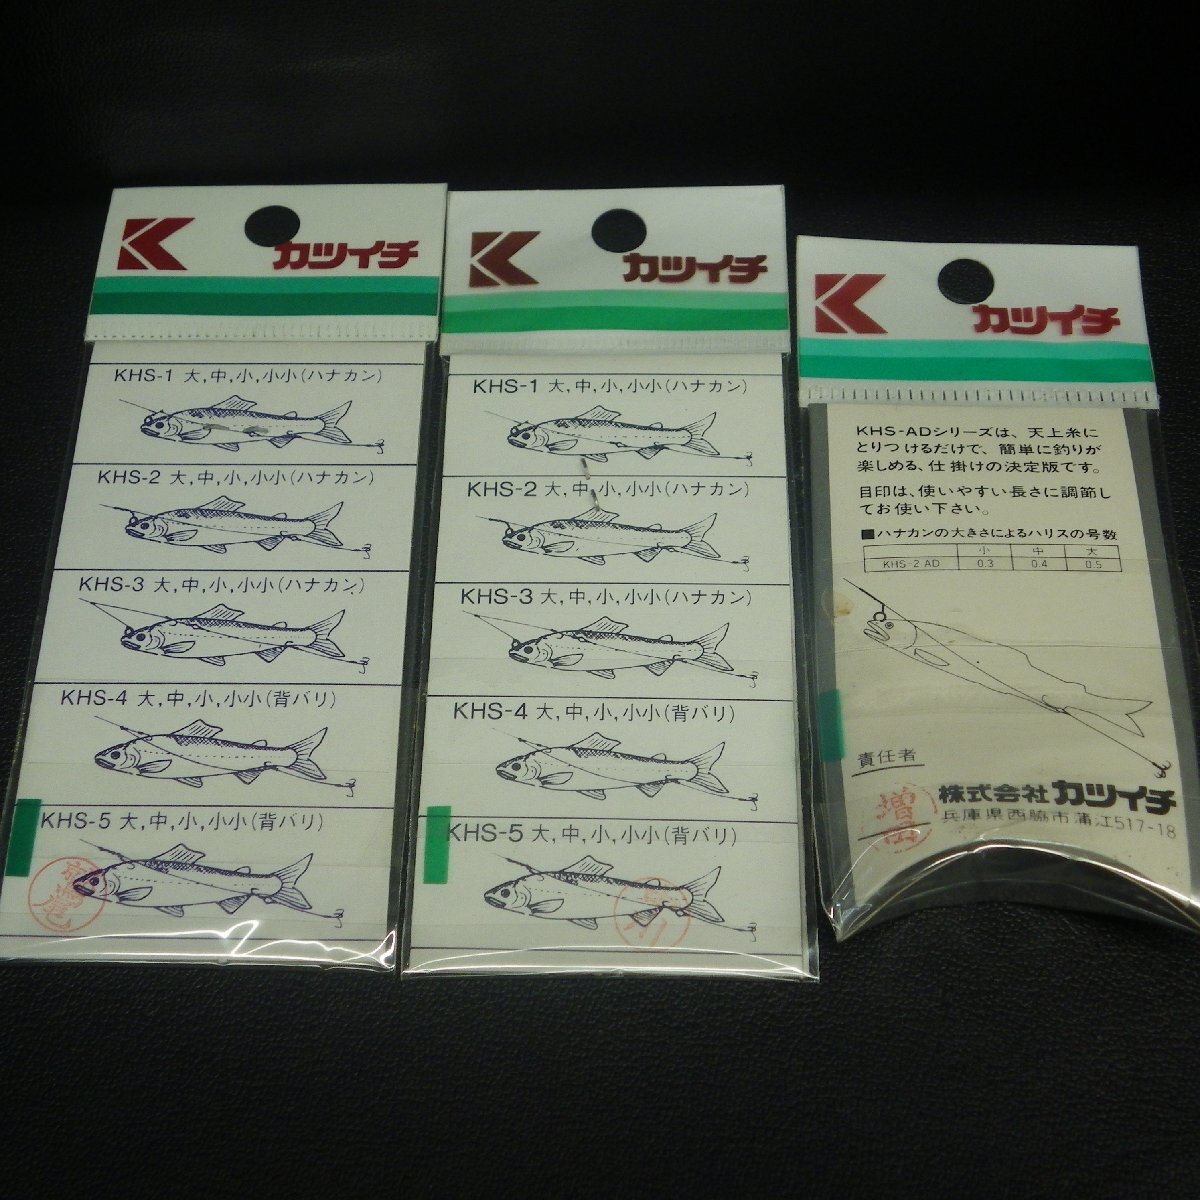 K カツイチ
KHS-1 大,中,小,小小(ハナカン)
KHS-2 大,中,小,小小(ハナカン)
KHS-3 大,中,小,小小(ハナカン)
KHS-4 大,中,小,小小(背バリ)
KHS-5 大,中,小,小小(背バリ)
K カツイチ
KHS-1 大,中,小,小小(ハナカン)
KHS-2 大,中,小,小小(ハナカン)
KHS-3 大,中,小,小小(ハナカン)
KHS-4 大,中,小,小小(背バリ)
KHS-5 大,中,小,小小(背バリ)
K カツイチ
KHS-ADシリーズは、天上糸に
とりつけるだけで、簡単に釣りが
楽しめる、仕掛けの決定版です。
目印は、使いやすい長さに調節し
てお使い下さい。
■ハナカンの大きさによるハリスの号数
小 中 大
KHS-2 AD 0.3 0.4 0.5
責任者
増田
株式会社カツイチ
兵庫県西脇市蒲江517-18